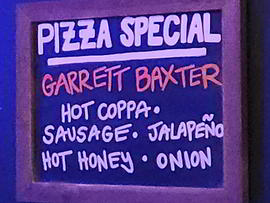 PIZZA SPECIAL
GARRETT BAXTER
HOT COPPA •
SAUSAGE • JALAPEÑO
HOT HONEY • ONION